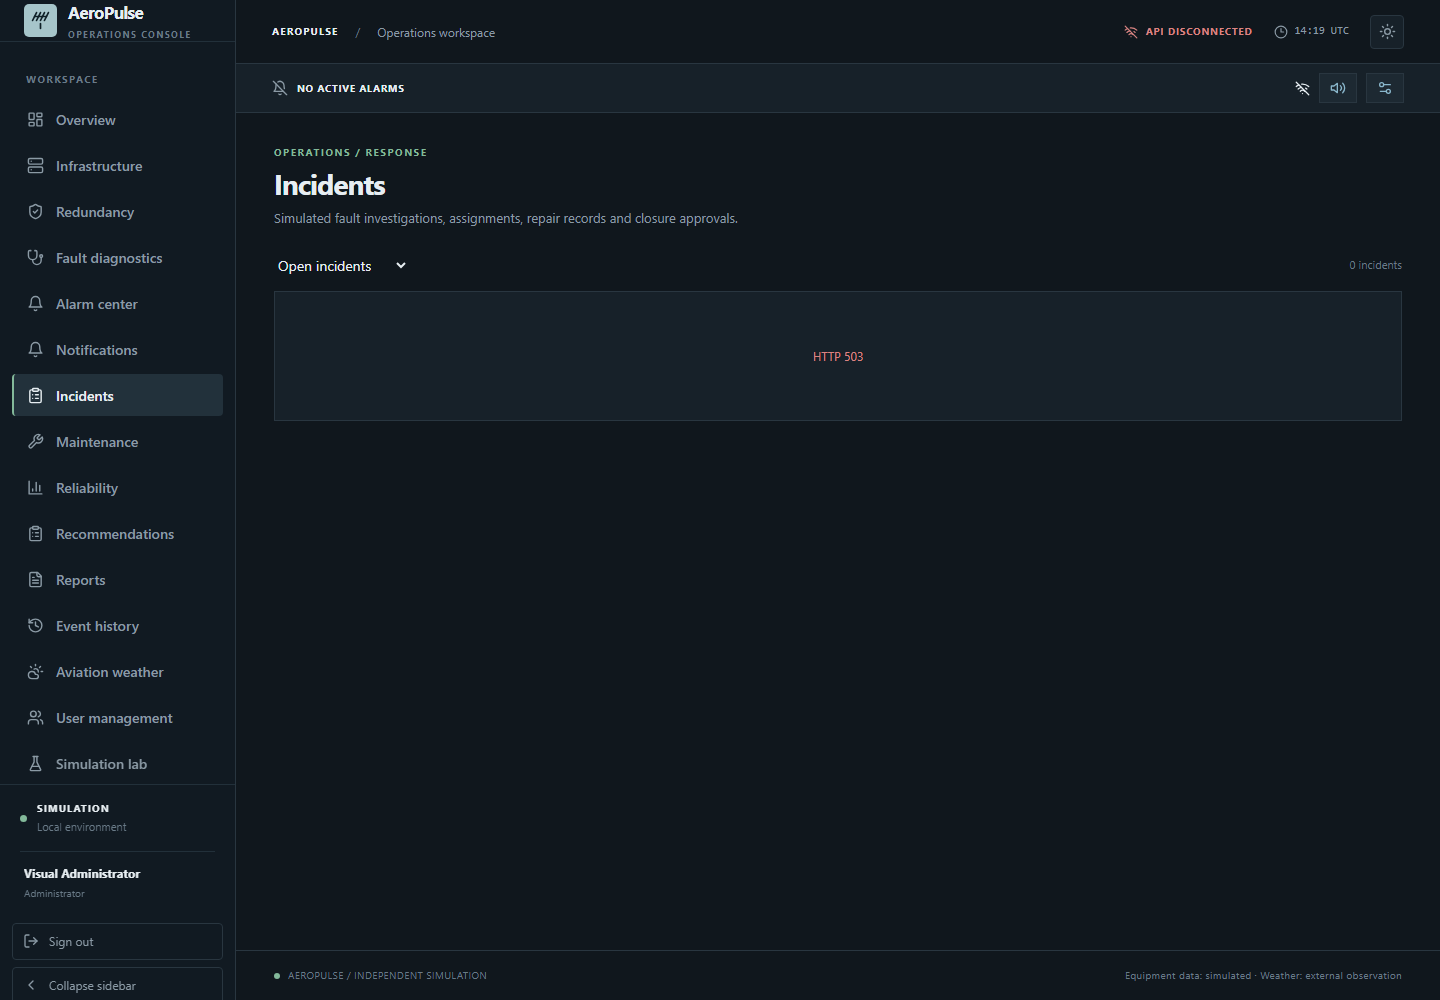 AeroPulse
OPERATIONS CONSOLE
WORKSPACE
Overview
Infrastructure
Redundancy
Fault diagnostics
Alarm center
Notifications
Incidents
Maintenance
Reliability
Recommendations
Reports
Event history
Aviation weather
User management
Simulation lab
SIMULATION
Local environment
Visual Administrator
Administrator
Sign out
Collapse sidebar
AEROPULSE / Operations workspace
API DISCONNECTED
14:19 UTC
NO ACTIVE ALARMS
OPERATIONS / RESPONSE
Incidents
Simulated fault investigations, assignments, repair records and closure approvals.
Open incidents
0 incidents
HTTP 503
AEROPULSE / INDEPENDENT SIMULATION
Equipment data: simulated · Weather: external observation